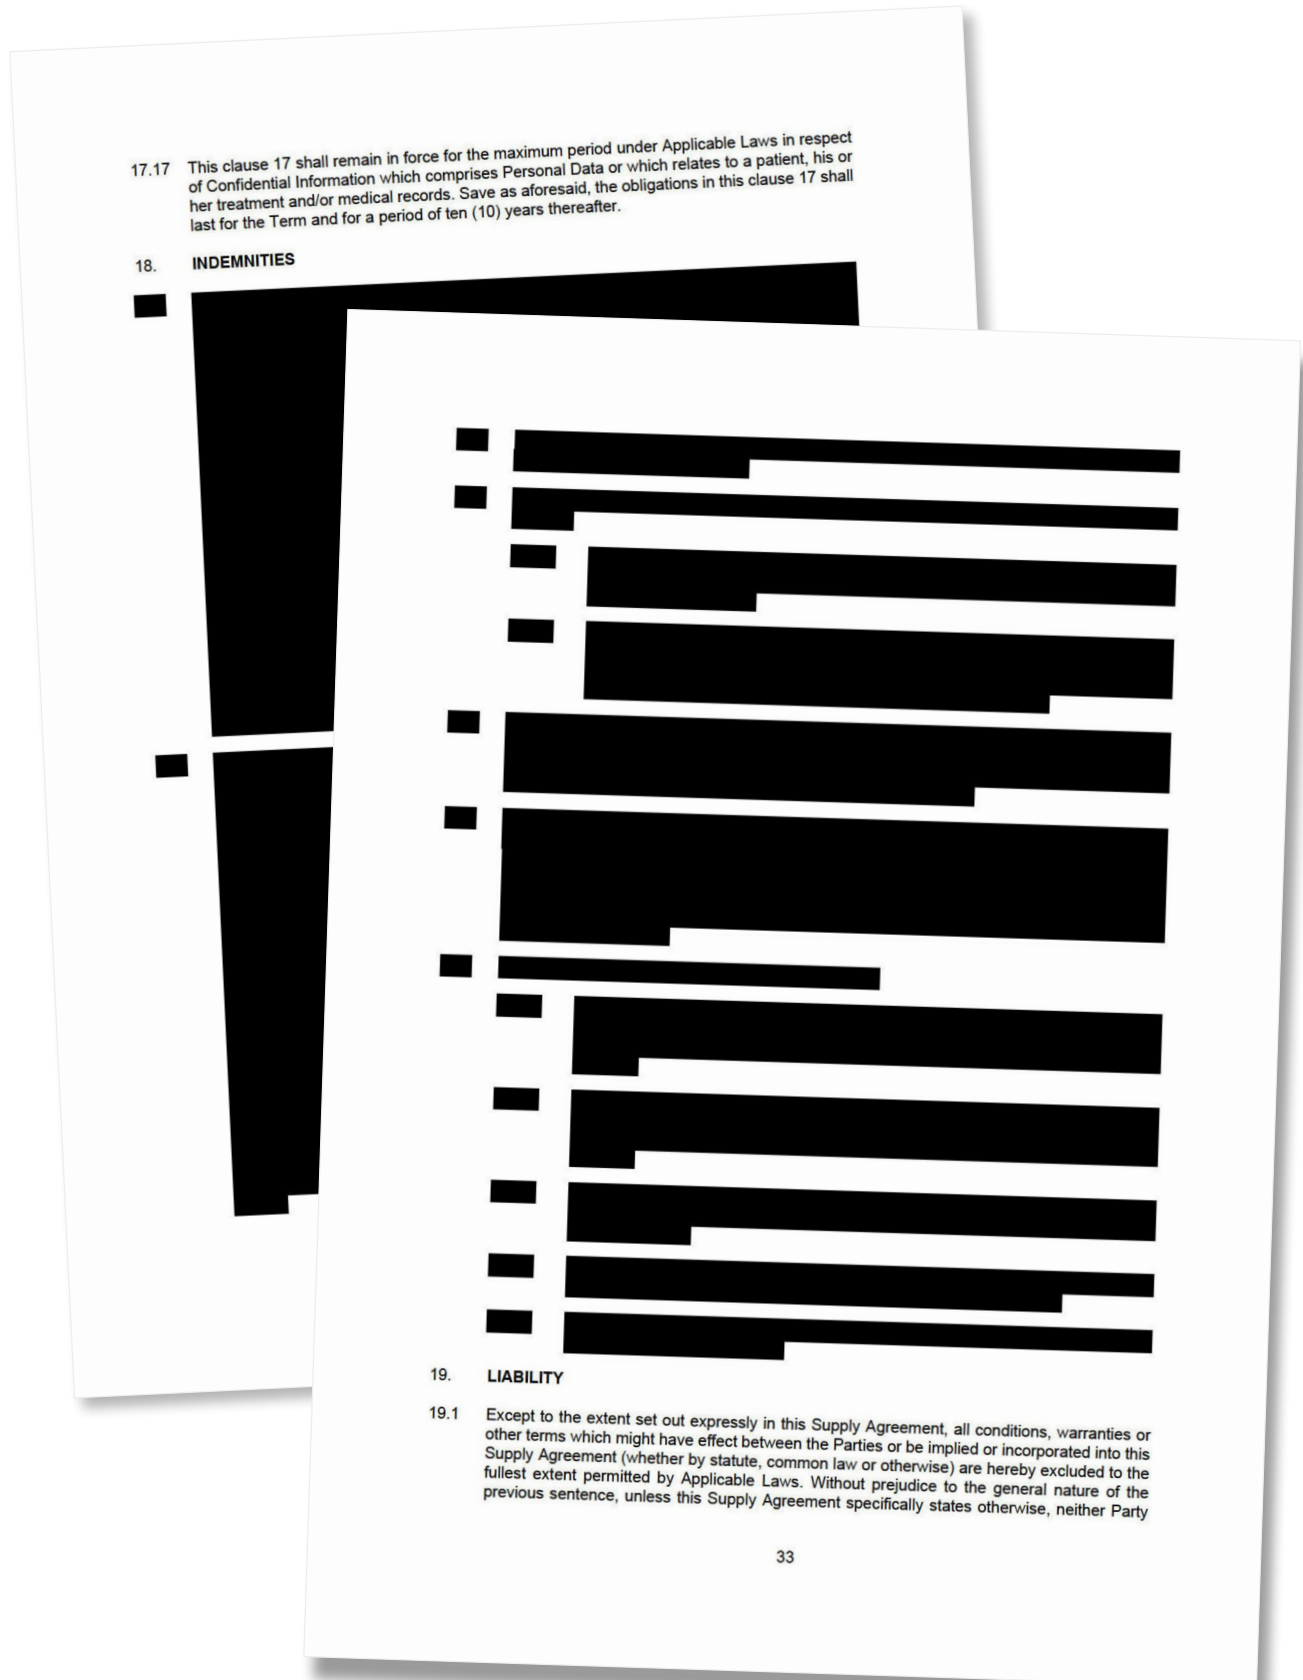 17.17 This clause 17 shall remain in force for the maximum period under Applicable Laws in respect
of Confidential Information which comprises Personal Data or which relates to a patient, his or
her treatment and/or medical records. Save as aforesaid, the obligations in this clause 17 shall
last for the Term and for a period of ten (10) years thereafter.
18. INDEMNITIES
19. LIABILITY
19.1 Except to the extent set out expressly in this Supply Agreement, all conditions, warranties or
other terms which might have effect between the Parties or be implied or incorporated into this
Supply Agreement (whether by statute, common law or otherwise) are hereby excluded to the
fullest extent permitted by Applicable Laws. Without prejudice to the general nature of the
previous sentence, unless this Supply Agreement specifically states otherwise, neither Party
33